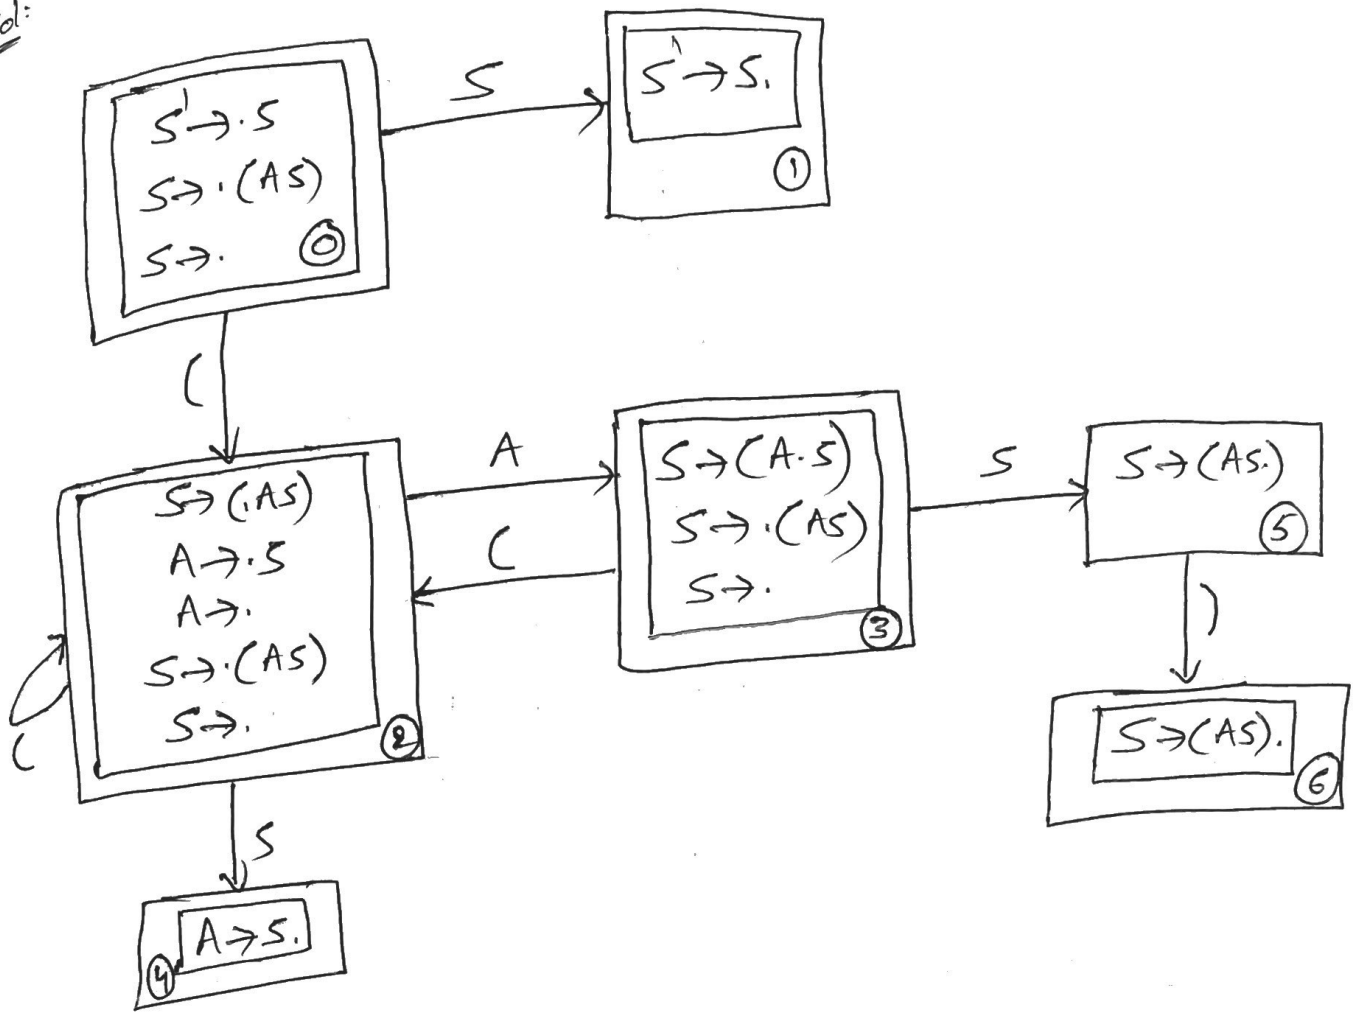 Sol:
S'→.S
S→.(AS)
S→.
0
S
S'→S.
1
(
S→(.AS)
A→.S
A→.
S→.(AS)
S→.
2
(
A
(
S→(A.S)
S→.(AS)
S→.
3
S
S→(AS.)
5
)
S→(AS).
6
S
A→S.
4